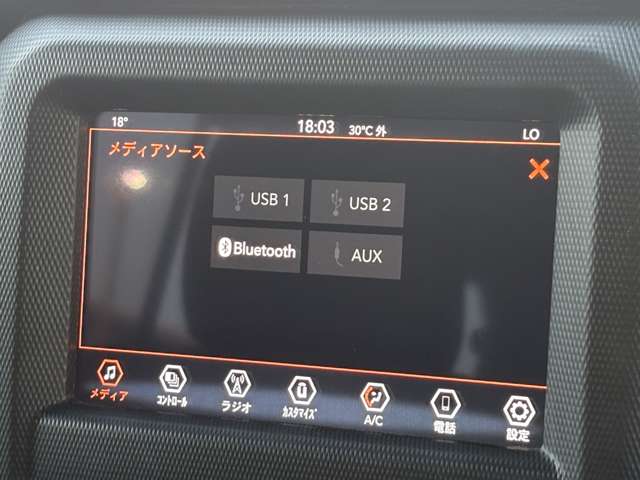 18° 18:03 30°C 外 LO
メディアソース
USB 1 USB 2
Bluetooth AUX
メディア コントロール ラジオ カスタマイズ A/C 電話 設定